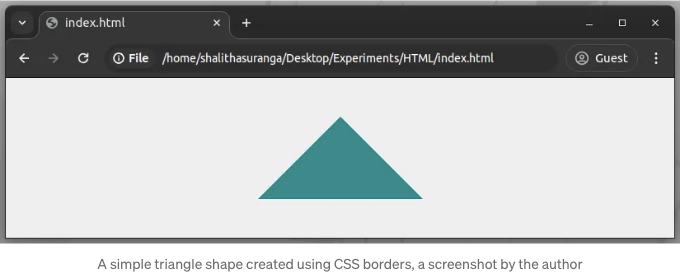 index.html
File /home/shalithasuranga/Desktop/Experiments/HTML/index.html Guest
A simple triangle shape created using CSS borders, a screenshot by the author